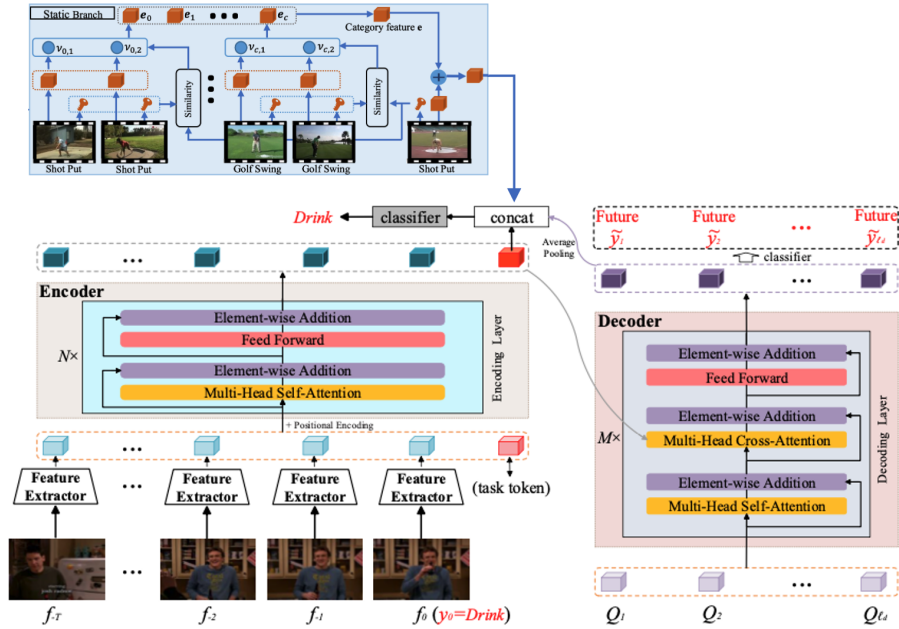 Static Branch
e0 e1 ec
Category feature e
v0,1 v0,2 vc,1 vc,2
Similarity
Similarity
+
Shot Put Shot Put Golf Swing Golf Swing Shot Put
Drink classifier concat
Average
Pooling
Future Future Future
ỹ1 ỹ2 ... ỹℓd
classifier
Encoder
Element-wise Addition
Feed Forward
N×
Element-wise Addition
Multi-Head Self-Attention
Encoding Layer
+ Positional Encoding
Feature Extractor ... Feature Extractor Feature Extractor Feature Extractor
(task token)
f-T ... f-2 f-1 f0 (y0=Drink)
Decoder
Element-wise Addition
Feed Forward
Element-wise Addition
M× Multi-Head Cross-Attention
Element-wise Addition
Multi-Head Self-Attention
Decoding Layer
Q1 Q2 ... Qℓd